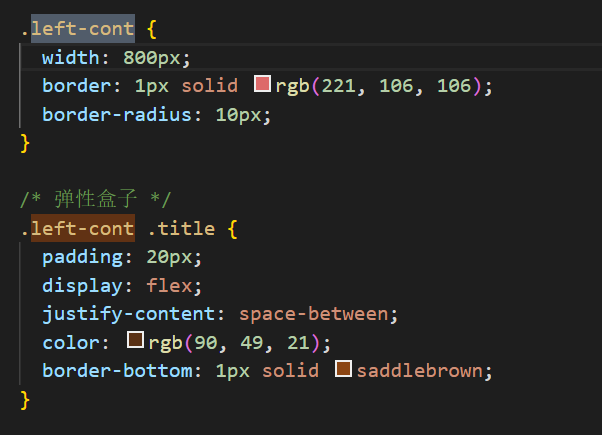 .left-cont {
width: 800px;
border: 1px solid rgb(221, 106, 106);
border-radius: 10px;
}
/* 弹性盒子 */
.left-cont .title {
padding: 20px;
display: flex;
justify-content: space-between;
color: rgb(90, 49, 21);
border-bottom: 1px solid saddlebrown;
}